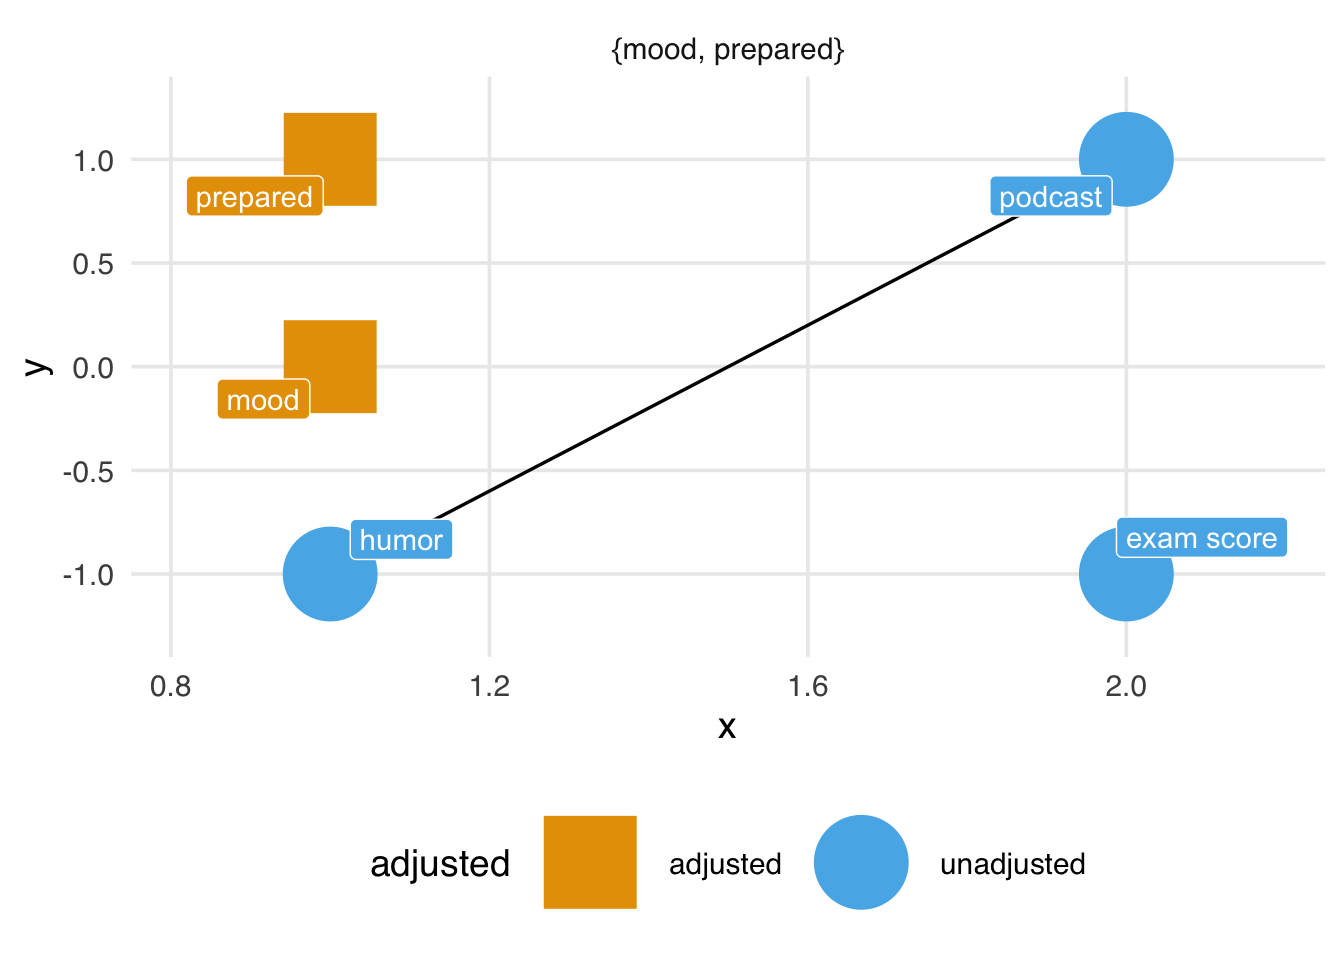 {mood, prepared}
1.0
0.5
0.0
-0.5
-1.0
y
prepared
podcast
mood
humor
exam score
0.8 1.2 1.6 2.0
x
adjusted adjusted unadjusted